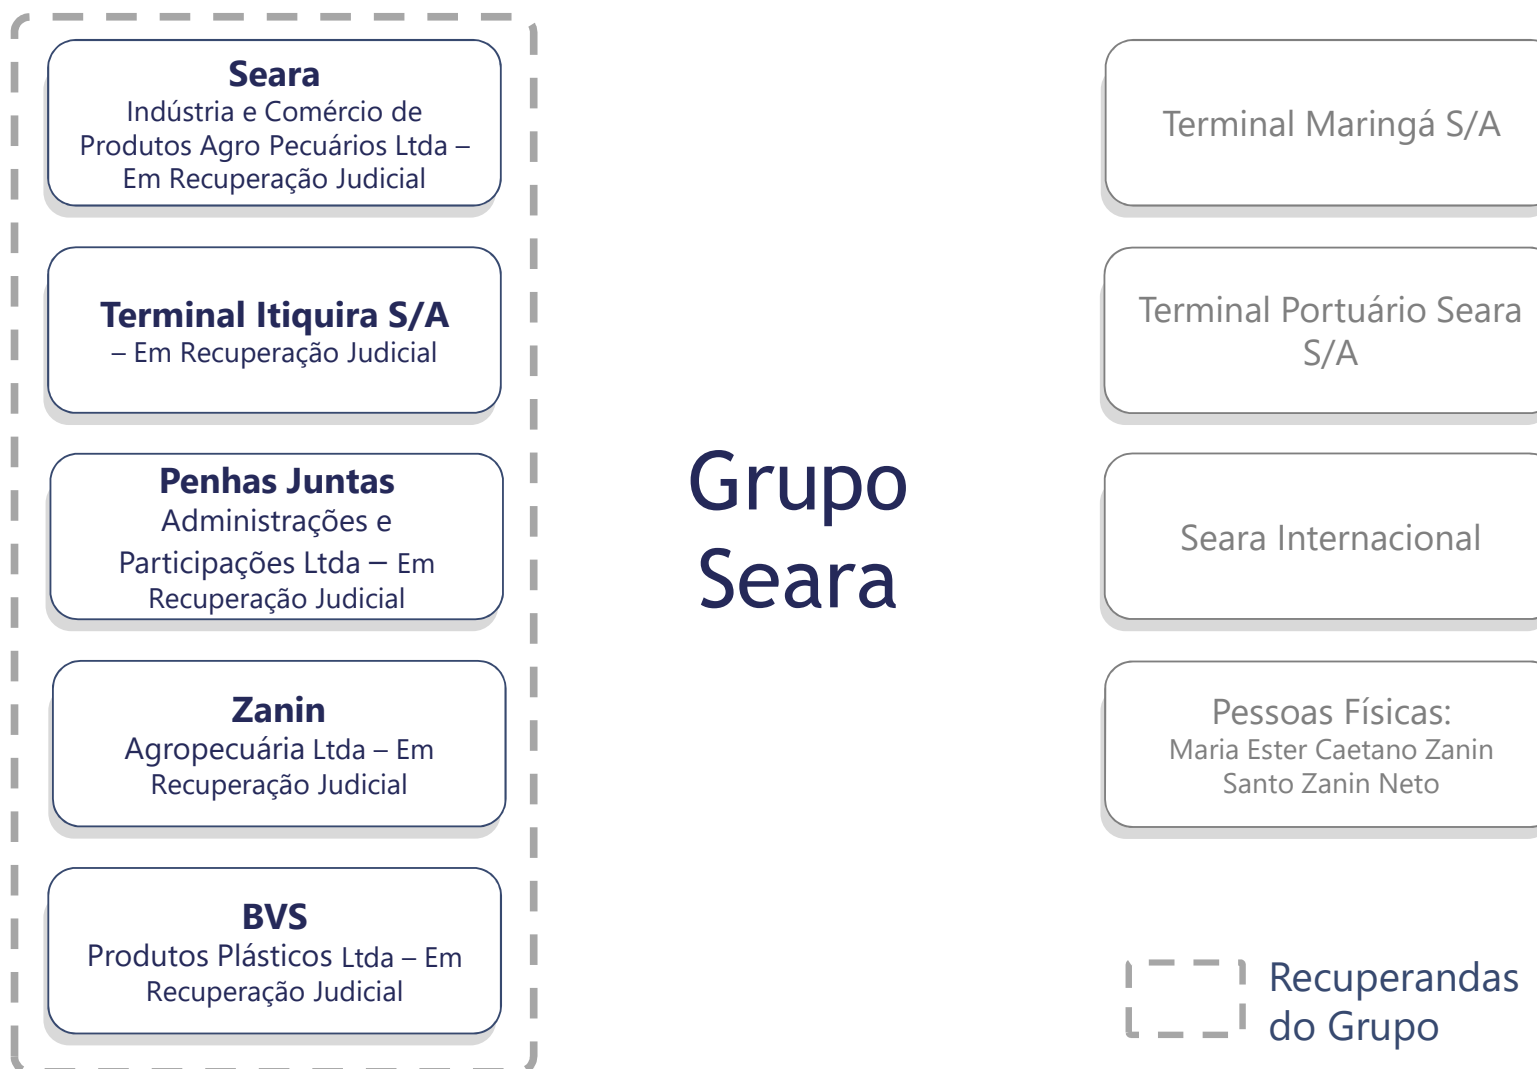 Seara
Indústria e Comércio de
Produtos Agro Pecuários Ltda –
Em Recuperação Judicial
Terminal Itiquira S/A
– Em Recuperação Judicial
Penhas Juntas
Administrações e
Participações Ltda – Em
Recuperação Judicial
Zanin
Agropecuária Ltda – Em
Recuperação Judicial
BVS
Produtos Plásticos Ltda – Em
Recuperação Judicial
Grupo
Seara
Terminal Maringá S/A
Terminal Portuário Seara
S/A
Seara Internacional
Pessoas Físicas:
Maria Ester Caetano Zanin
Santo Zanin Neto
Recuperandas
do Grupo